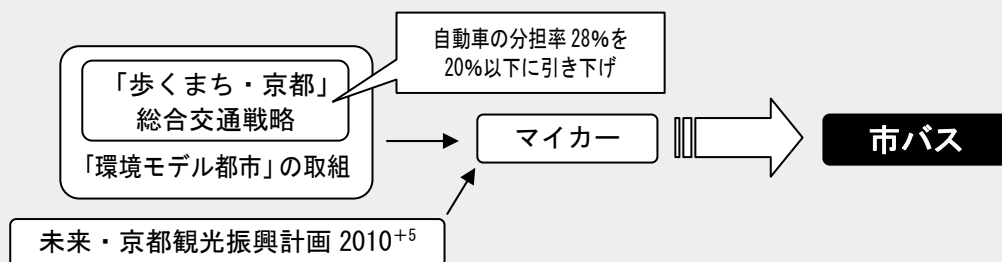 自動車の分担率 28%を
20%以下に引き下げ
「歩くまち・京都」
総合交通戦略
「環境モデル都市」の取組
マイカー
市バス
未来・京都観光振興計画 2010+5